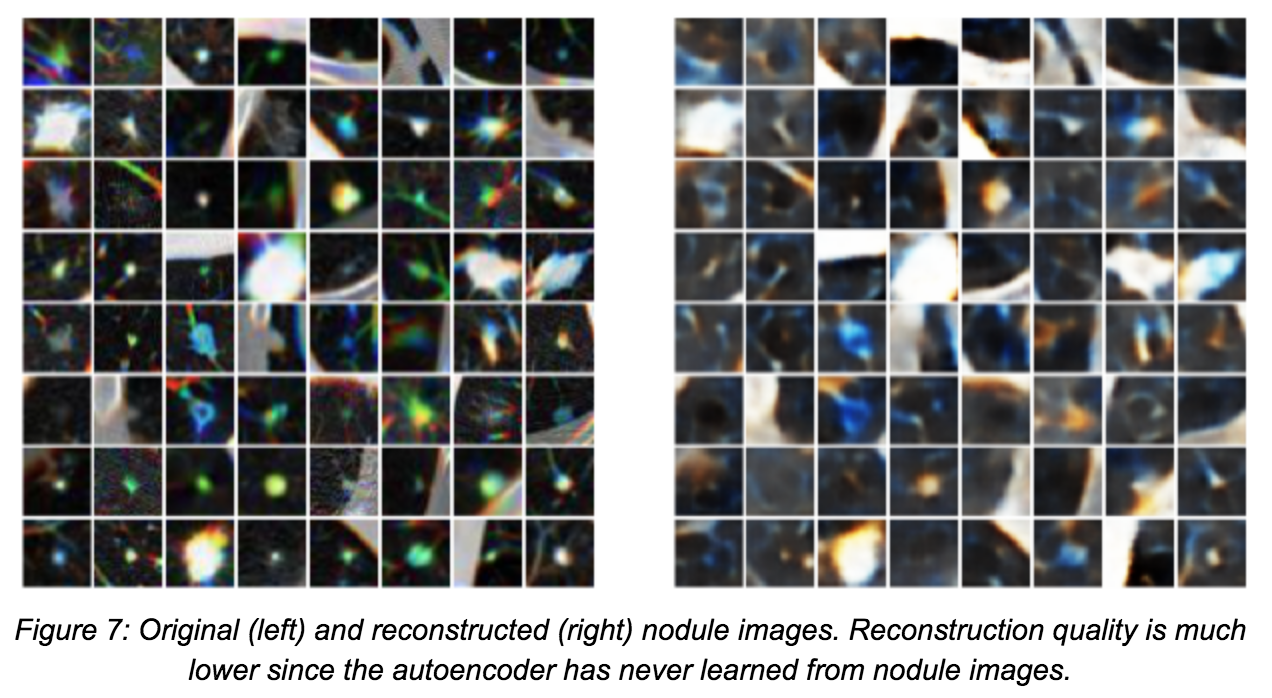 Figure 7: Original (left) and reconstructed (right) nodule images. Reconstruction quality is much
lower since the autoencoder has never learned from nodule images.